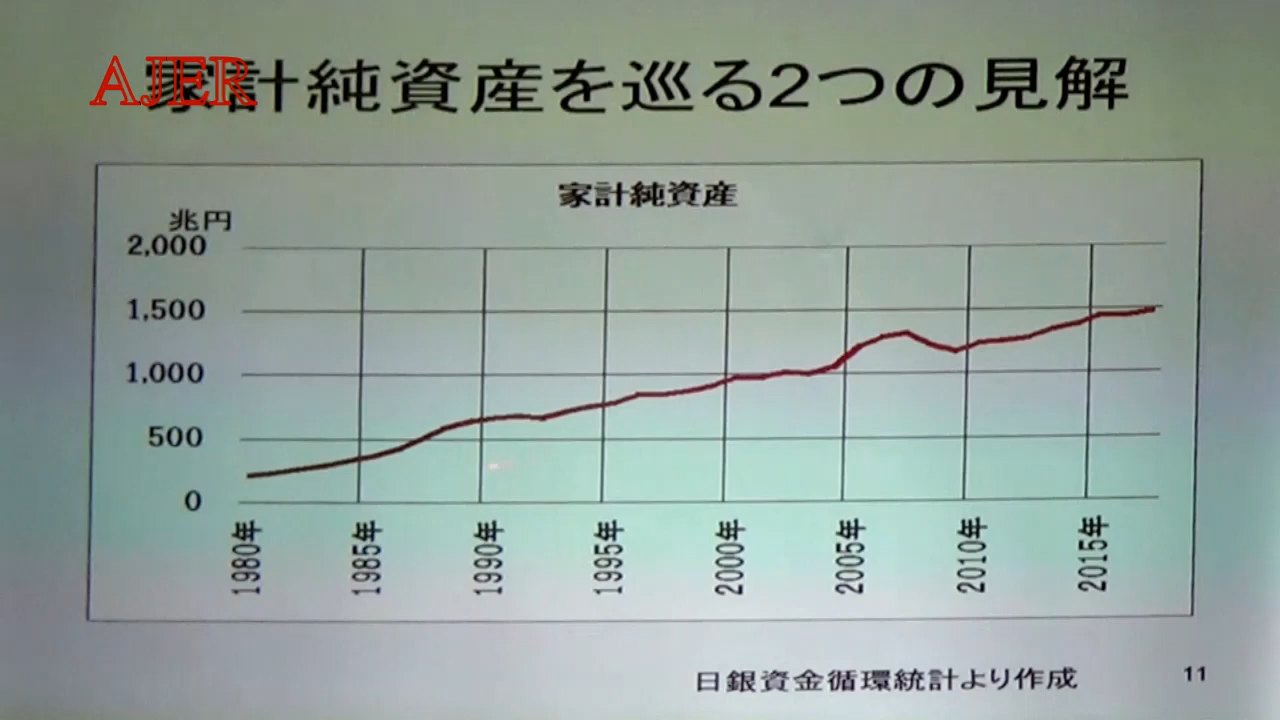 AJER
家計純資産を巡る2つの見解
家計純資産
兆円
2,000
1,500
1,000
500
0
1980年
1985年
1990年
1995年
2000年
2005年
2010年
2015年
日銀資金循環統計より作成
11